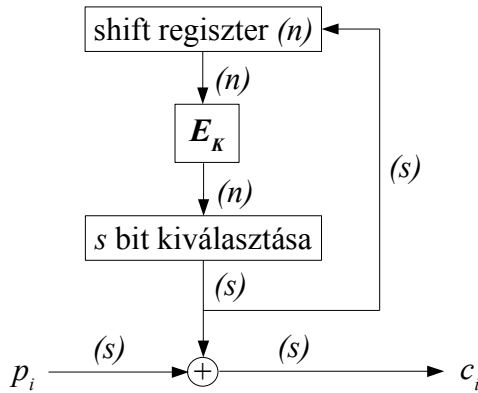 shift regiszter (n)
(n)
E_K
(s)
(n)
s bit kiválasztása
(s)
(s)
(s)
p_i
+
c_i